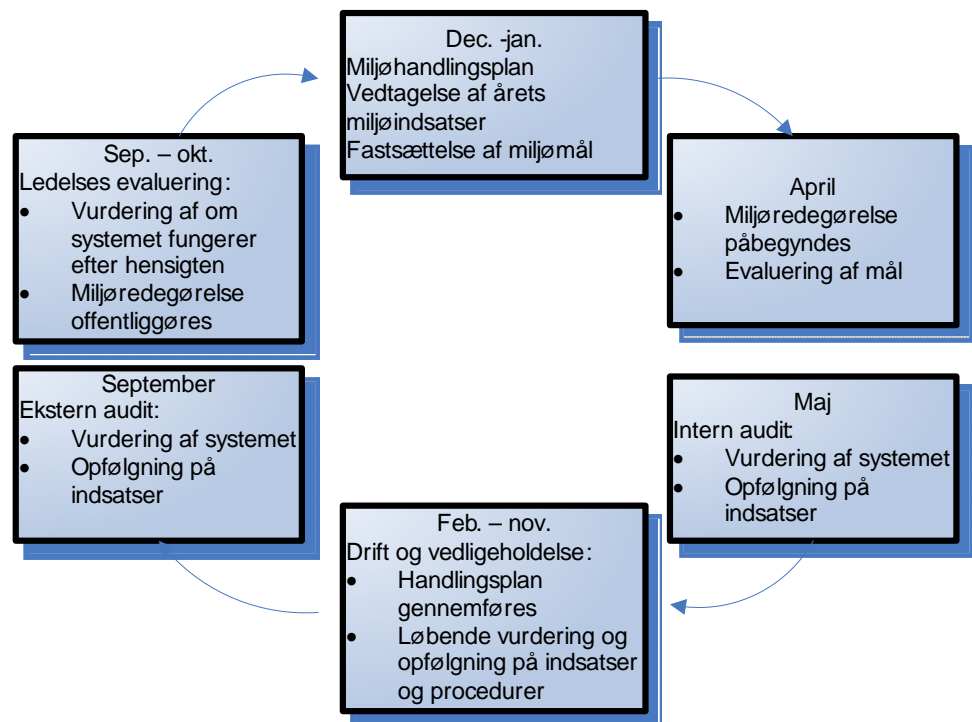 Dec. -jan.
Miljøhandlingsplan
Vedtagelse af årets
miljøindsatser
Fastsættelse af miljømål
April
• Miljøredegørelse
påbegyndes
• Evaluering af mål
Maj
Intern audit:
• Vurdering af systemet
• Opfølgning på
indsatser
Feb. – nov.
Drift og vedligeholdelse:
• Handlingsplan
gennemføres
• Løbende vurdering og
opfølgning på indsatser
og procedurer
September
Ekstern audit:
• Vurdering af systemet
• Opfølgning på
indsatser
Sep. – okt.
Ledelses evaluering:
• Vurdering af om
systemet fungerer
efter hensigten
• Miljøredegørelse
offentliggøres